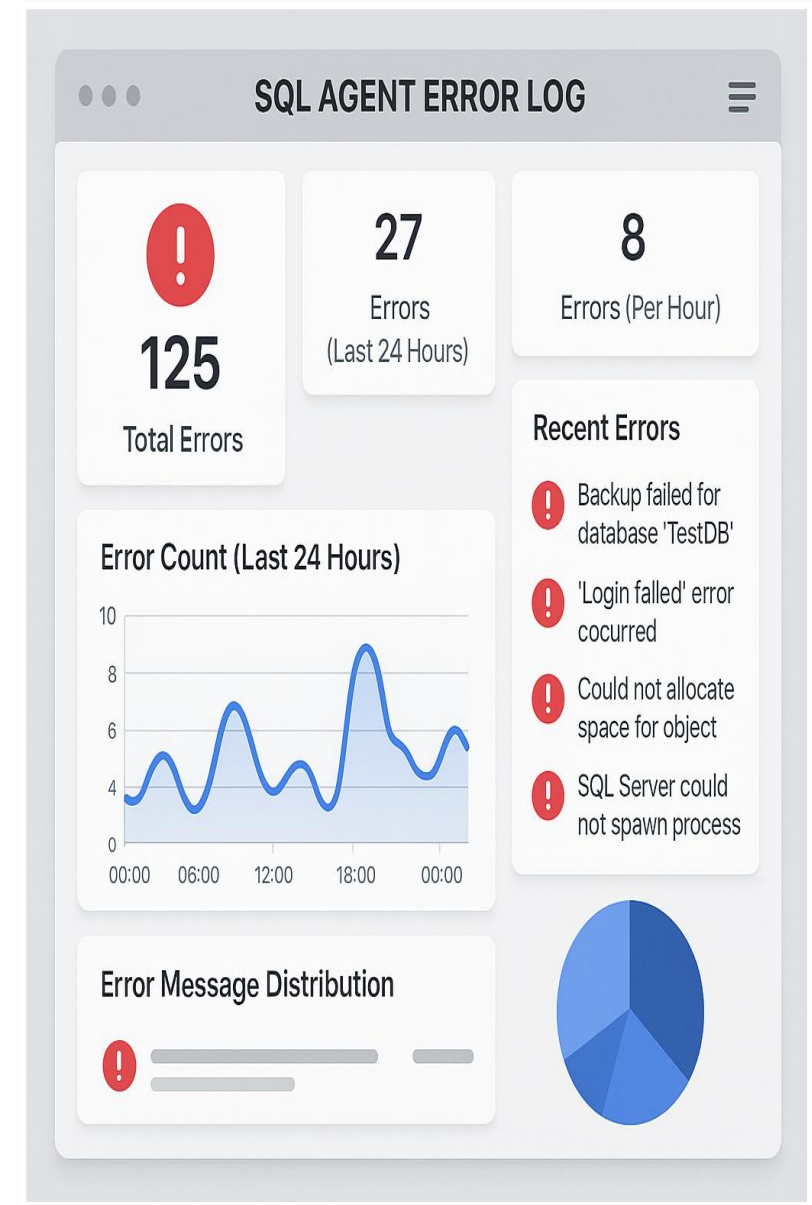 SQL AGENT ERROR LOG
125
Total Errors
27
Errors
(Last 24 Hours)
8
Errors (Per Hour)
Recent Errors
Backup failed for
database 'TestDB'
'Login falled' error
cocurred
Could not allocate
space for object
SQL Server could
not spawn process
Error Count (Last 24 Hours)
10
8
6
4
0
00:00 06:00 12:00 18:00 00:00
Error Message Distribution